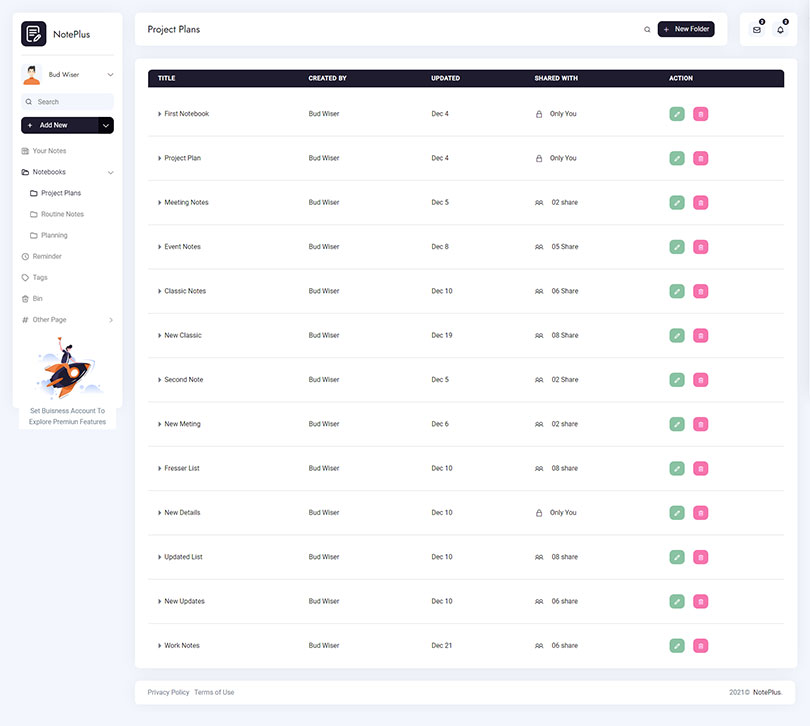 NotePlus
Bud Wiser
Search
+ Add New
Your Notes
Notebooks
Project Plans
Routine Notes
Planning
Reminder
Tags
Bin
# Other Page
Set Buisness Account To
Explore Premiun Features
Project Plans
+ New Folder
TITLE CREATED BY UPDATED SHARED WITH ACTION
First Notebook Bud Wiser Dec 4 Only You
Project Plan Bud Wiser Dec 4 Only You
Meeting Notes Bud Wiser Dec 5 02 share
Event Notes Bud Wiser Dec 8 05 Share
Classic Notes Bud Wiser Dec 10 06 Share
New Classic Bud Wiser Dec 19 08 Share
Second Note Bud Wiser Dec 5 02 Share
New Meting Bud Wiser Dec 6 02 share
Fresser List Bud Wiser Dec 10 08 share
New Details Bud Wiser Dec 10 Only You
Updated List Bud Wiser Dec 10 08 share
New Updates Bud Wiser Dec 10 06 share
Work Notes Bud Wiser Dec 21 06 share
Privacy Policy Terms of Use 2021© NotePlus.